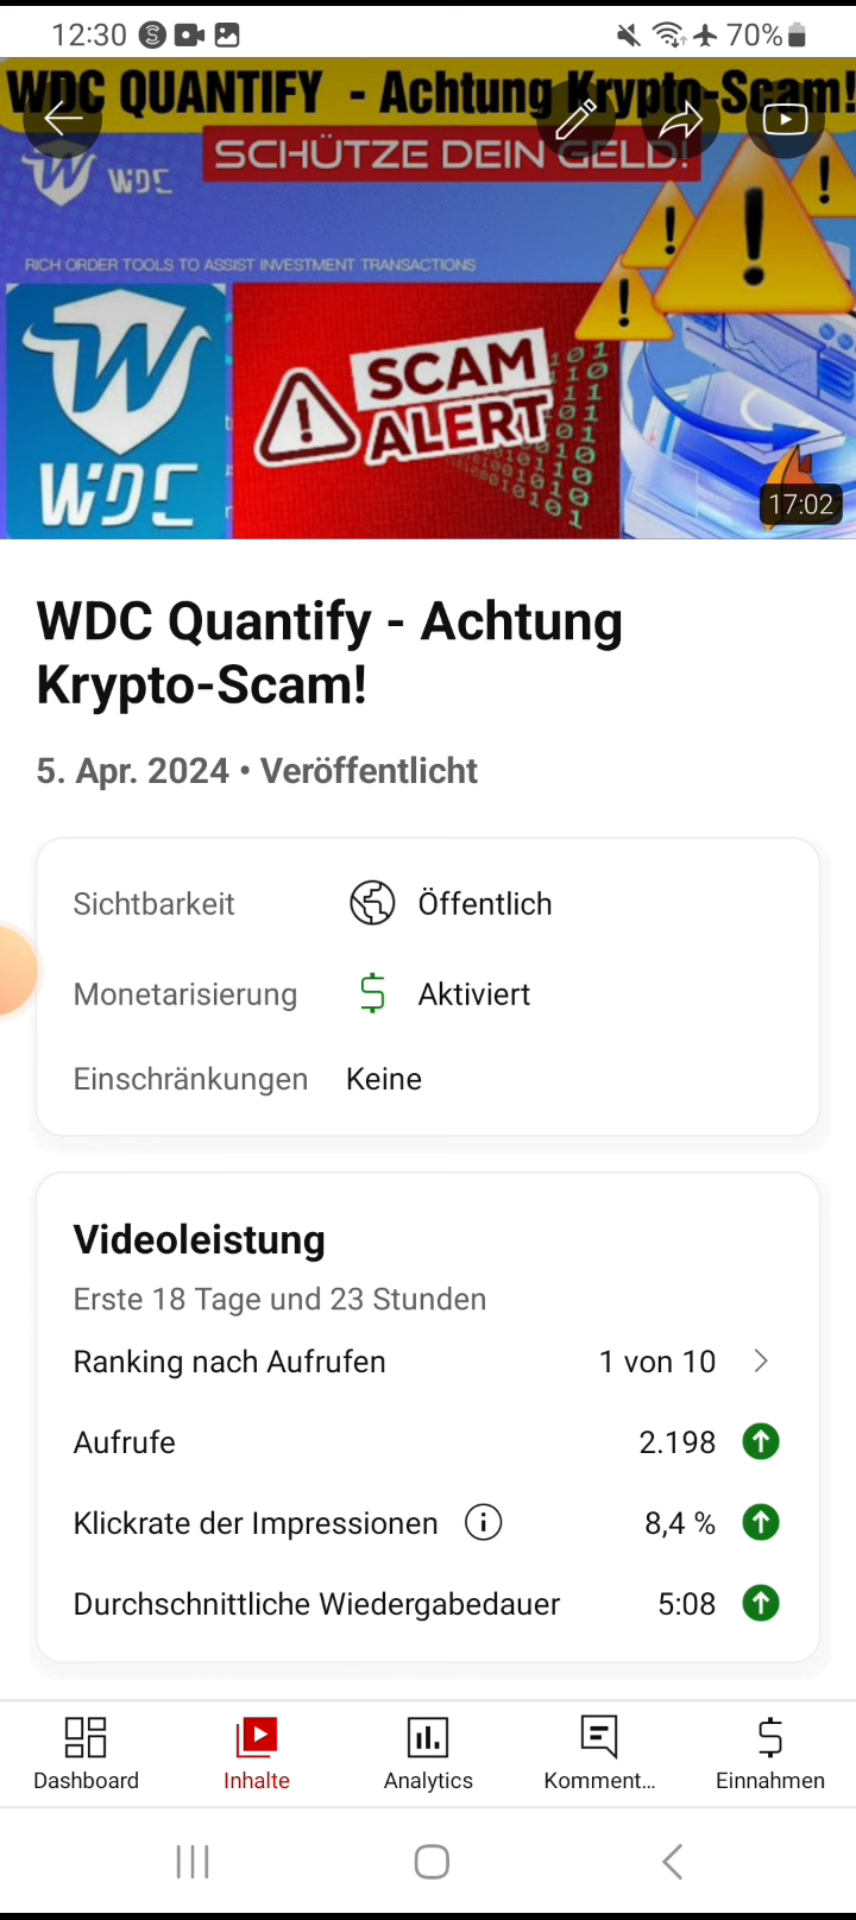 12:30
70%
WDC QUANTIFY - Achtung Krypto-Scam!
SCHÜTZE DEIN GELD!
WDC
RICH ORDER TOOLS TO ASSIST INVESTMENT TRANSACTIONS
WDC
SCAM
ALERT
17:02
WDC Quantify - Achtung
Krypto-Scam!
5. Apr. 2024 • Veröffentlicht
Sichtbarkeit Öffentlich
Monetarisierung Aktiviert
Einschränkungen Keine
Videoleistung
Erste 18 Tage und 23 Stunden
Ranking nach Aufrufen 1 von 10
Aufrufe 2.198
Klickrate der Impressionen 8,4 %
Durchschnittliche Wiedergabedauer 5:08
Dashboard Inhalte Analytics Komment... Einnahmen